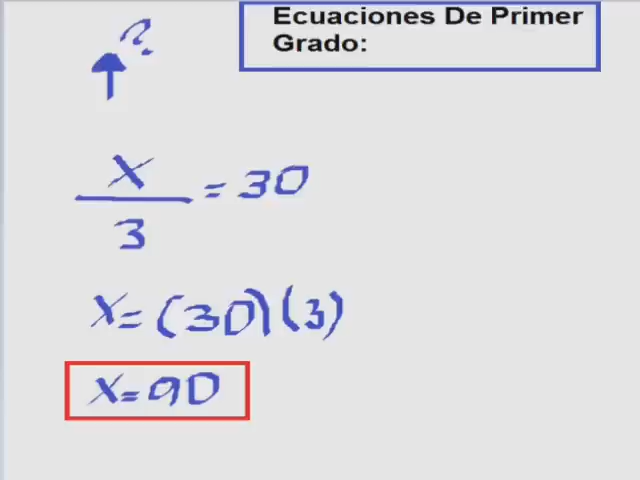 Ecuaciones De Primer
Grado:
?
x/3 = 30
x = (30)(3)
x = 90